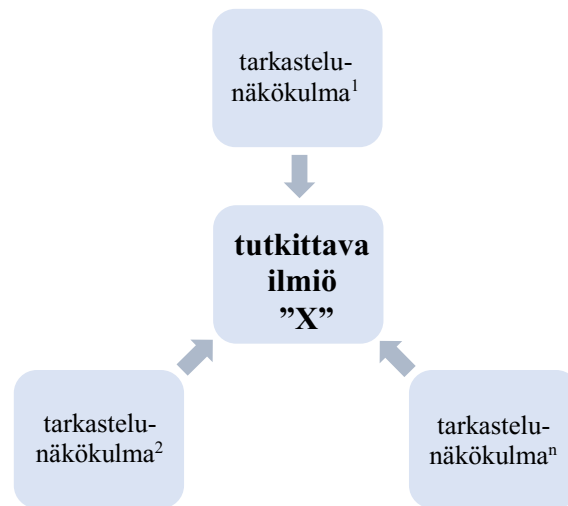 tarkastelu-
näkökulma¹
tutkittava
ilmiö
”X”
tarkastelu-
näkökulma²
tarkastelu-
näkökulmaⁿ